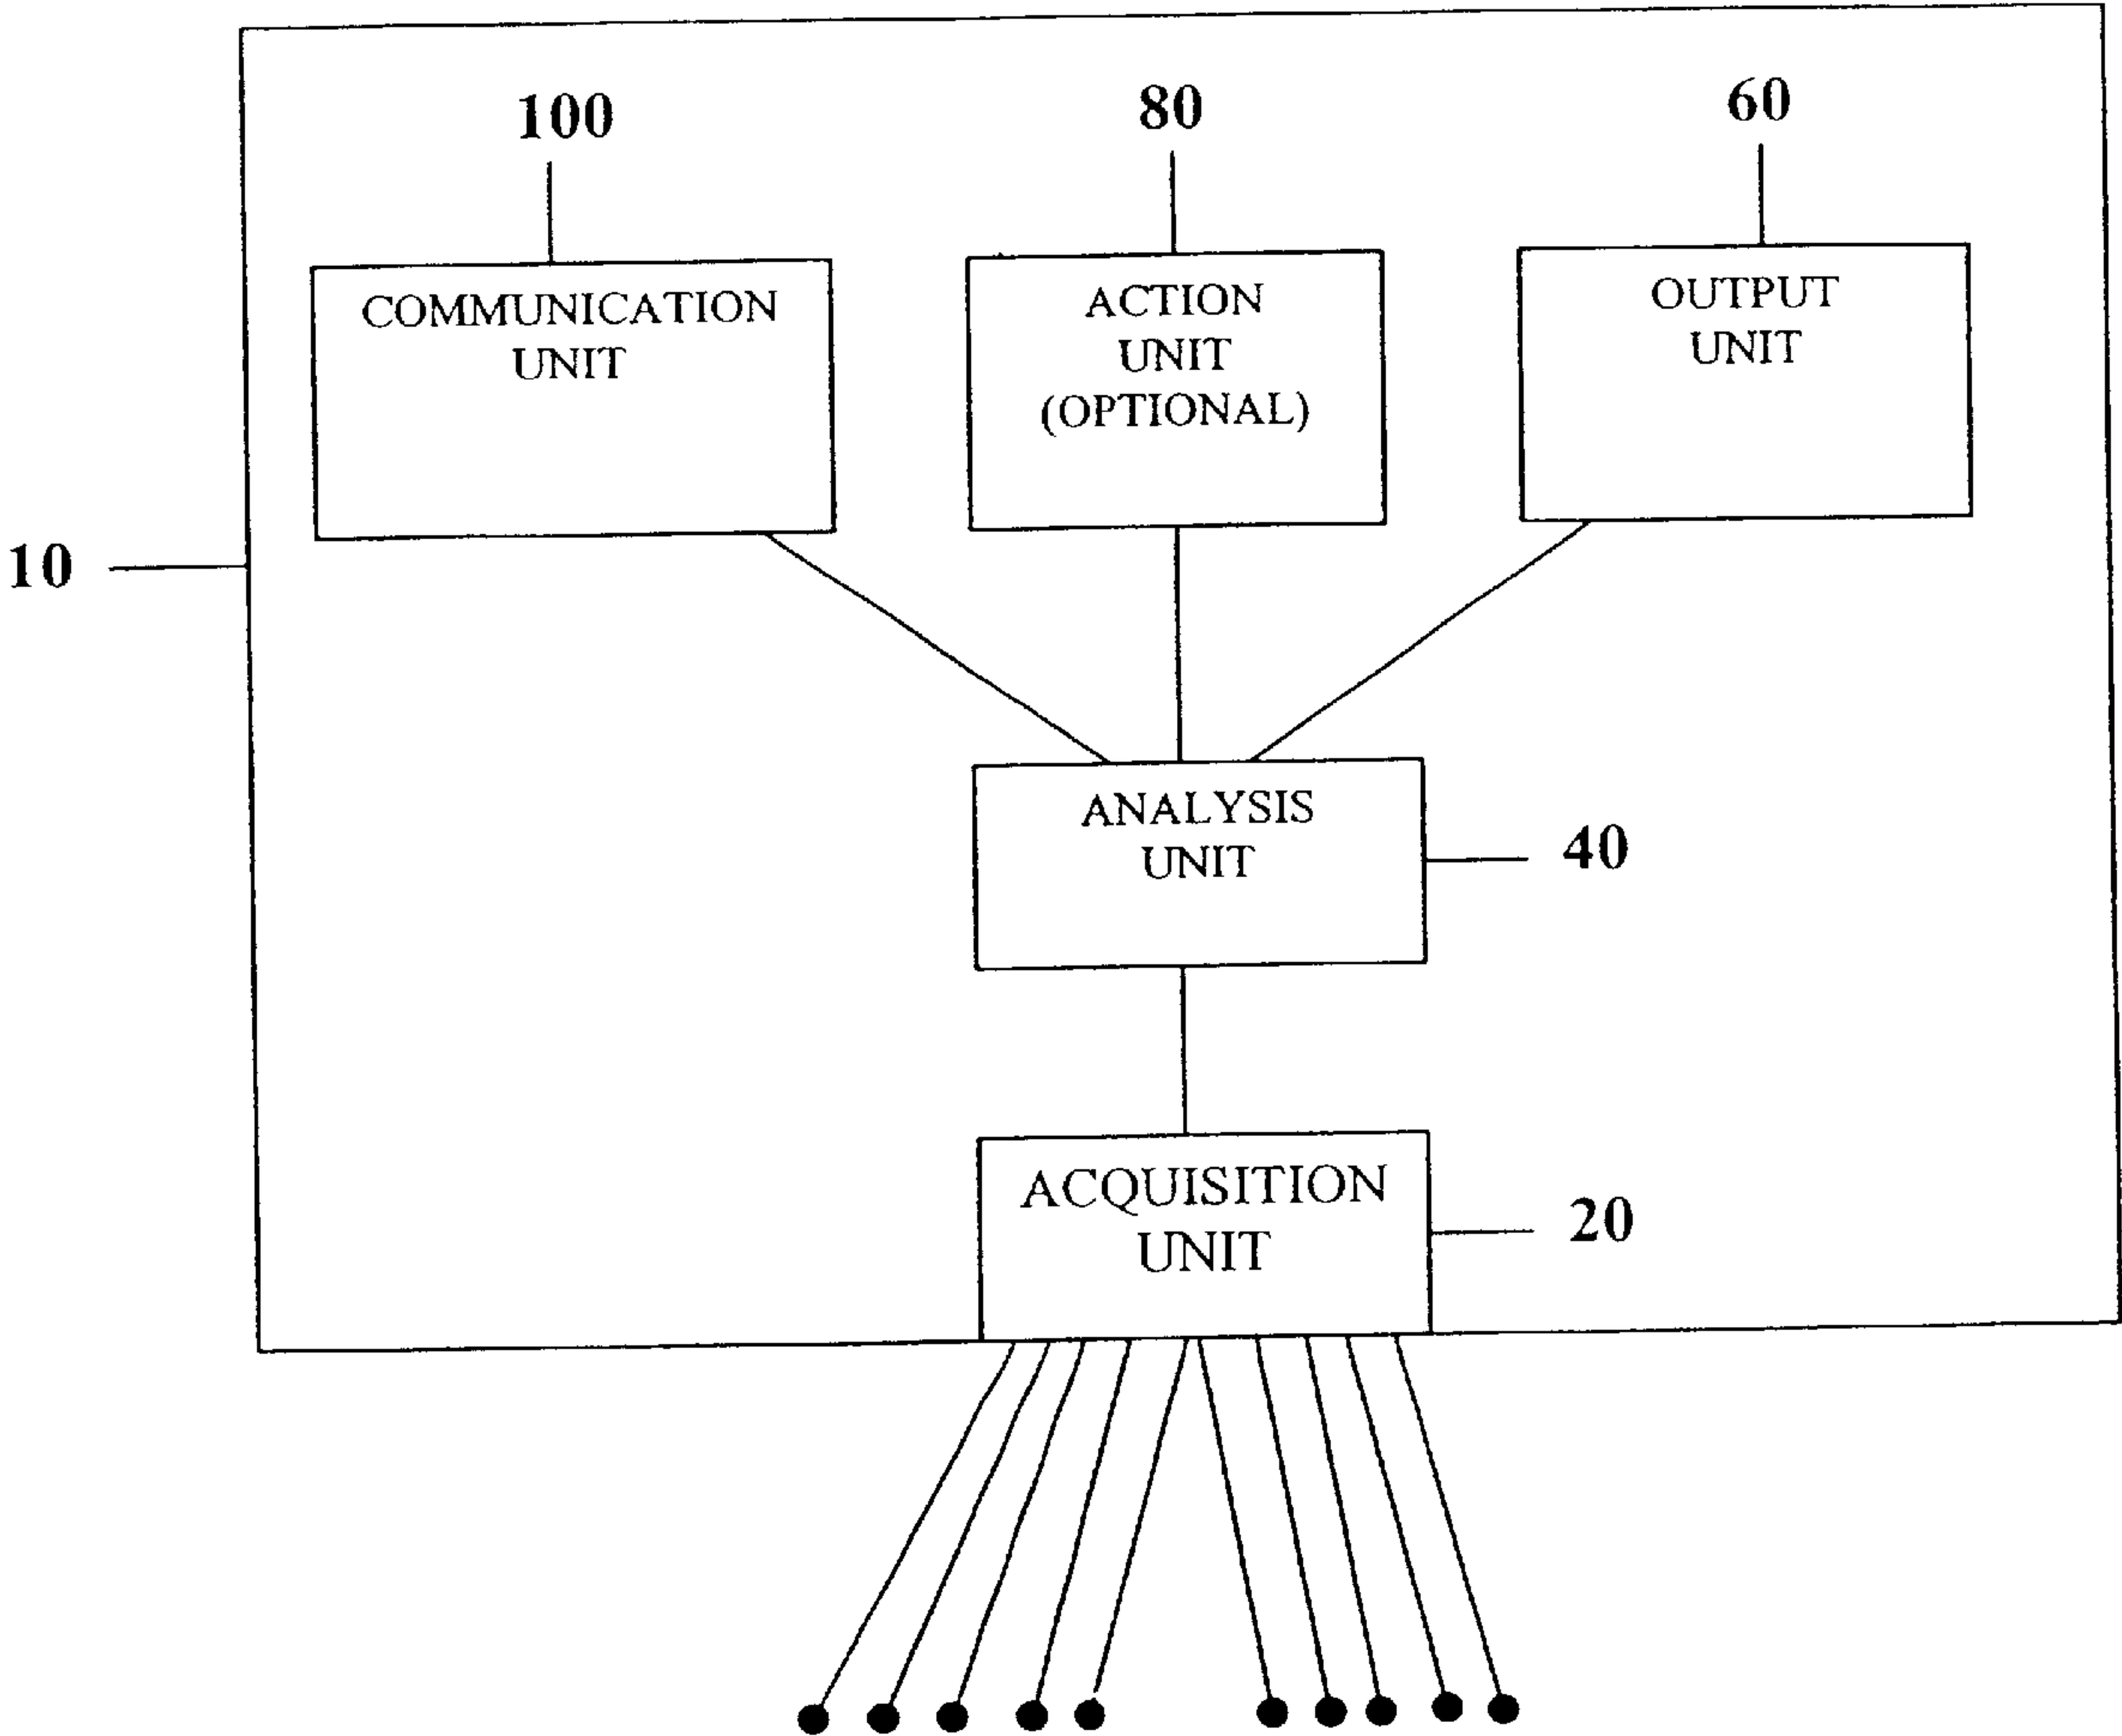 100
80
60
COMMUNICATION
UNIT
ACTION
UNIT
(OPTIONAL)
OUTPUT
UNIT
10
ANALYSIS
UNIT
40
ACQUISITION
UNIT
20